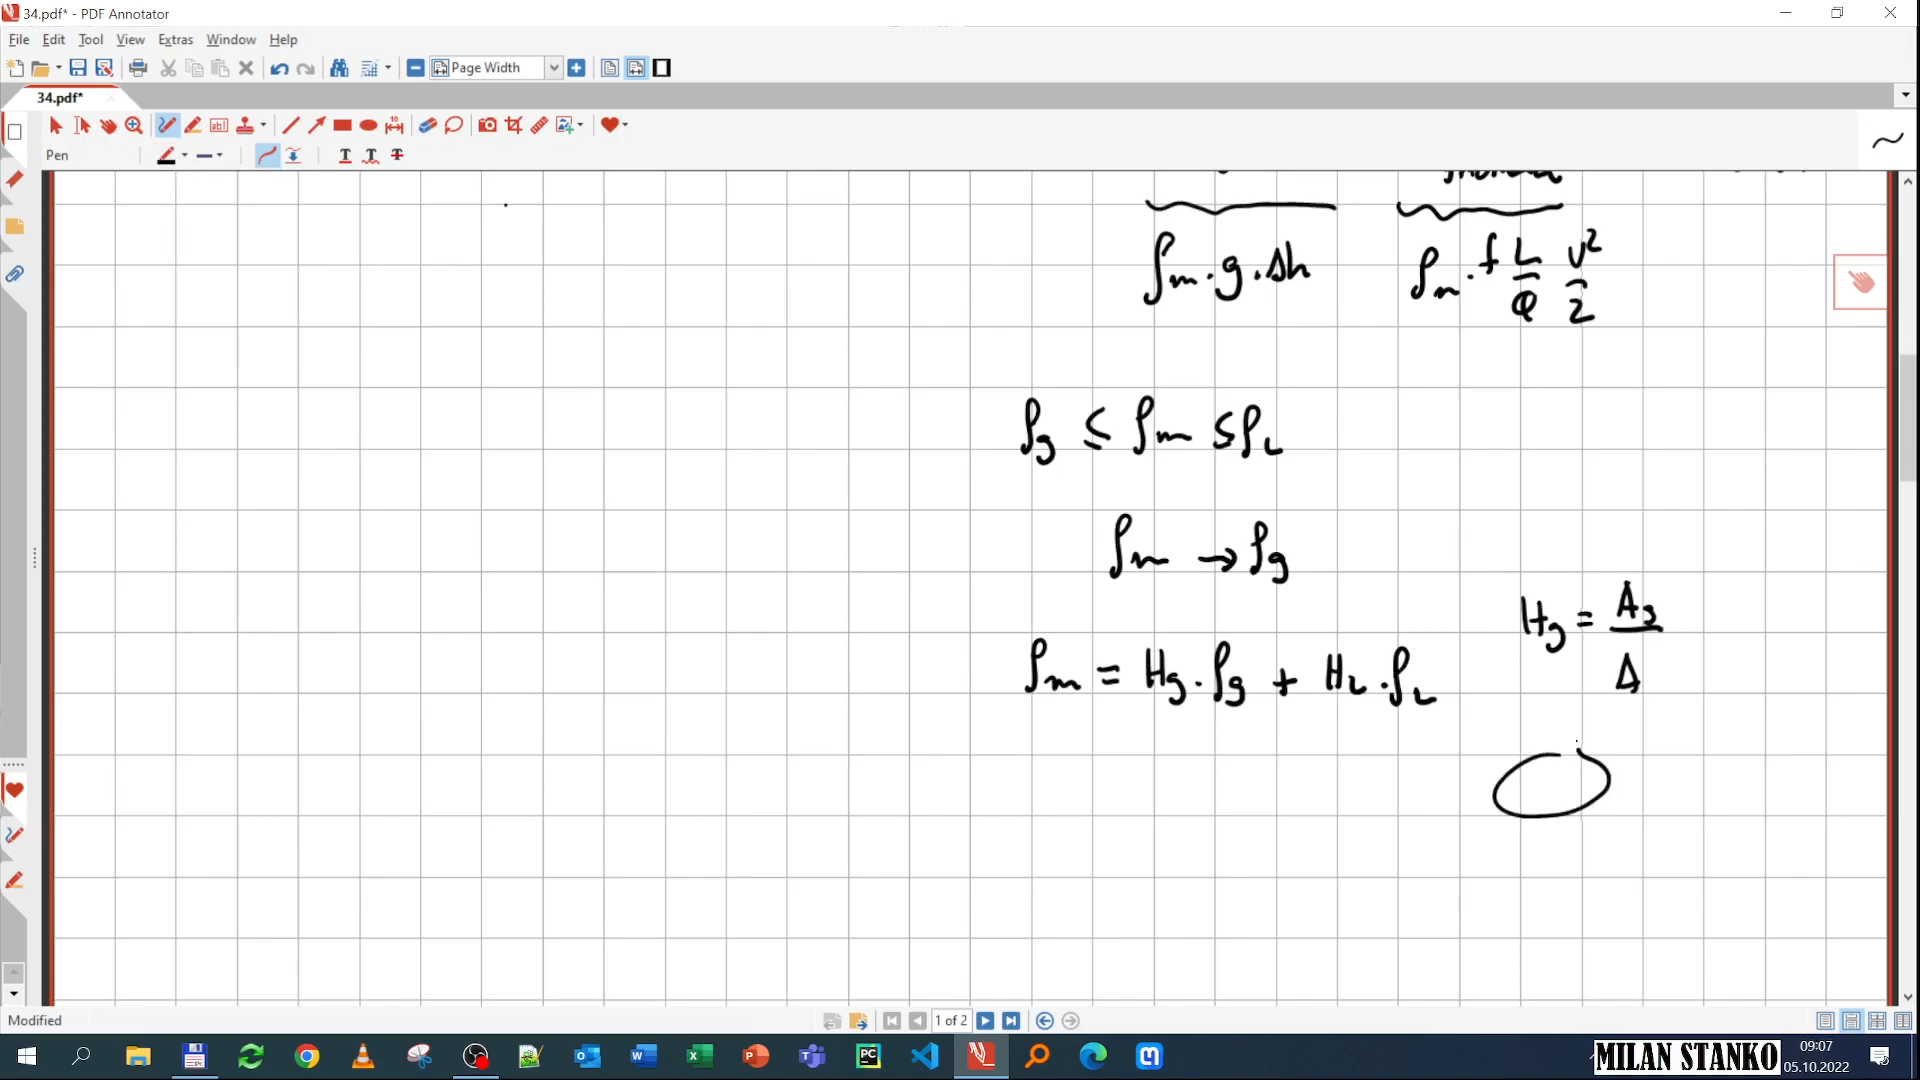 34.pdf* - PDF Annotator
File Edit Tool View Extras Window Help
Page Width
34.pdf*
Pen
ρm · g · Δh
ρm · f L/Φ V²/2
ρg ≤ ρm ≤ ρL
ρm → ρg
Hg = Ag/A
ρm = Hg · ρg + HL · ρL
Modified
1 of 2
MILAN STANKO
09:07
05.10.2022